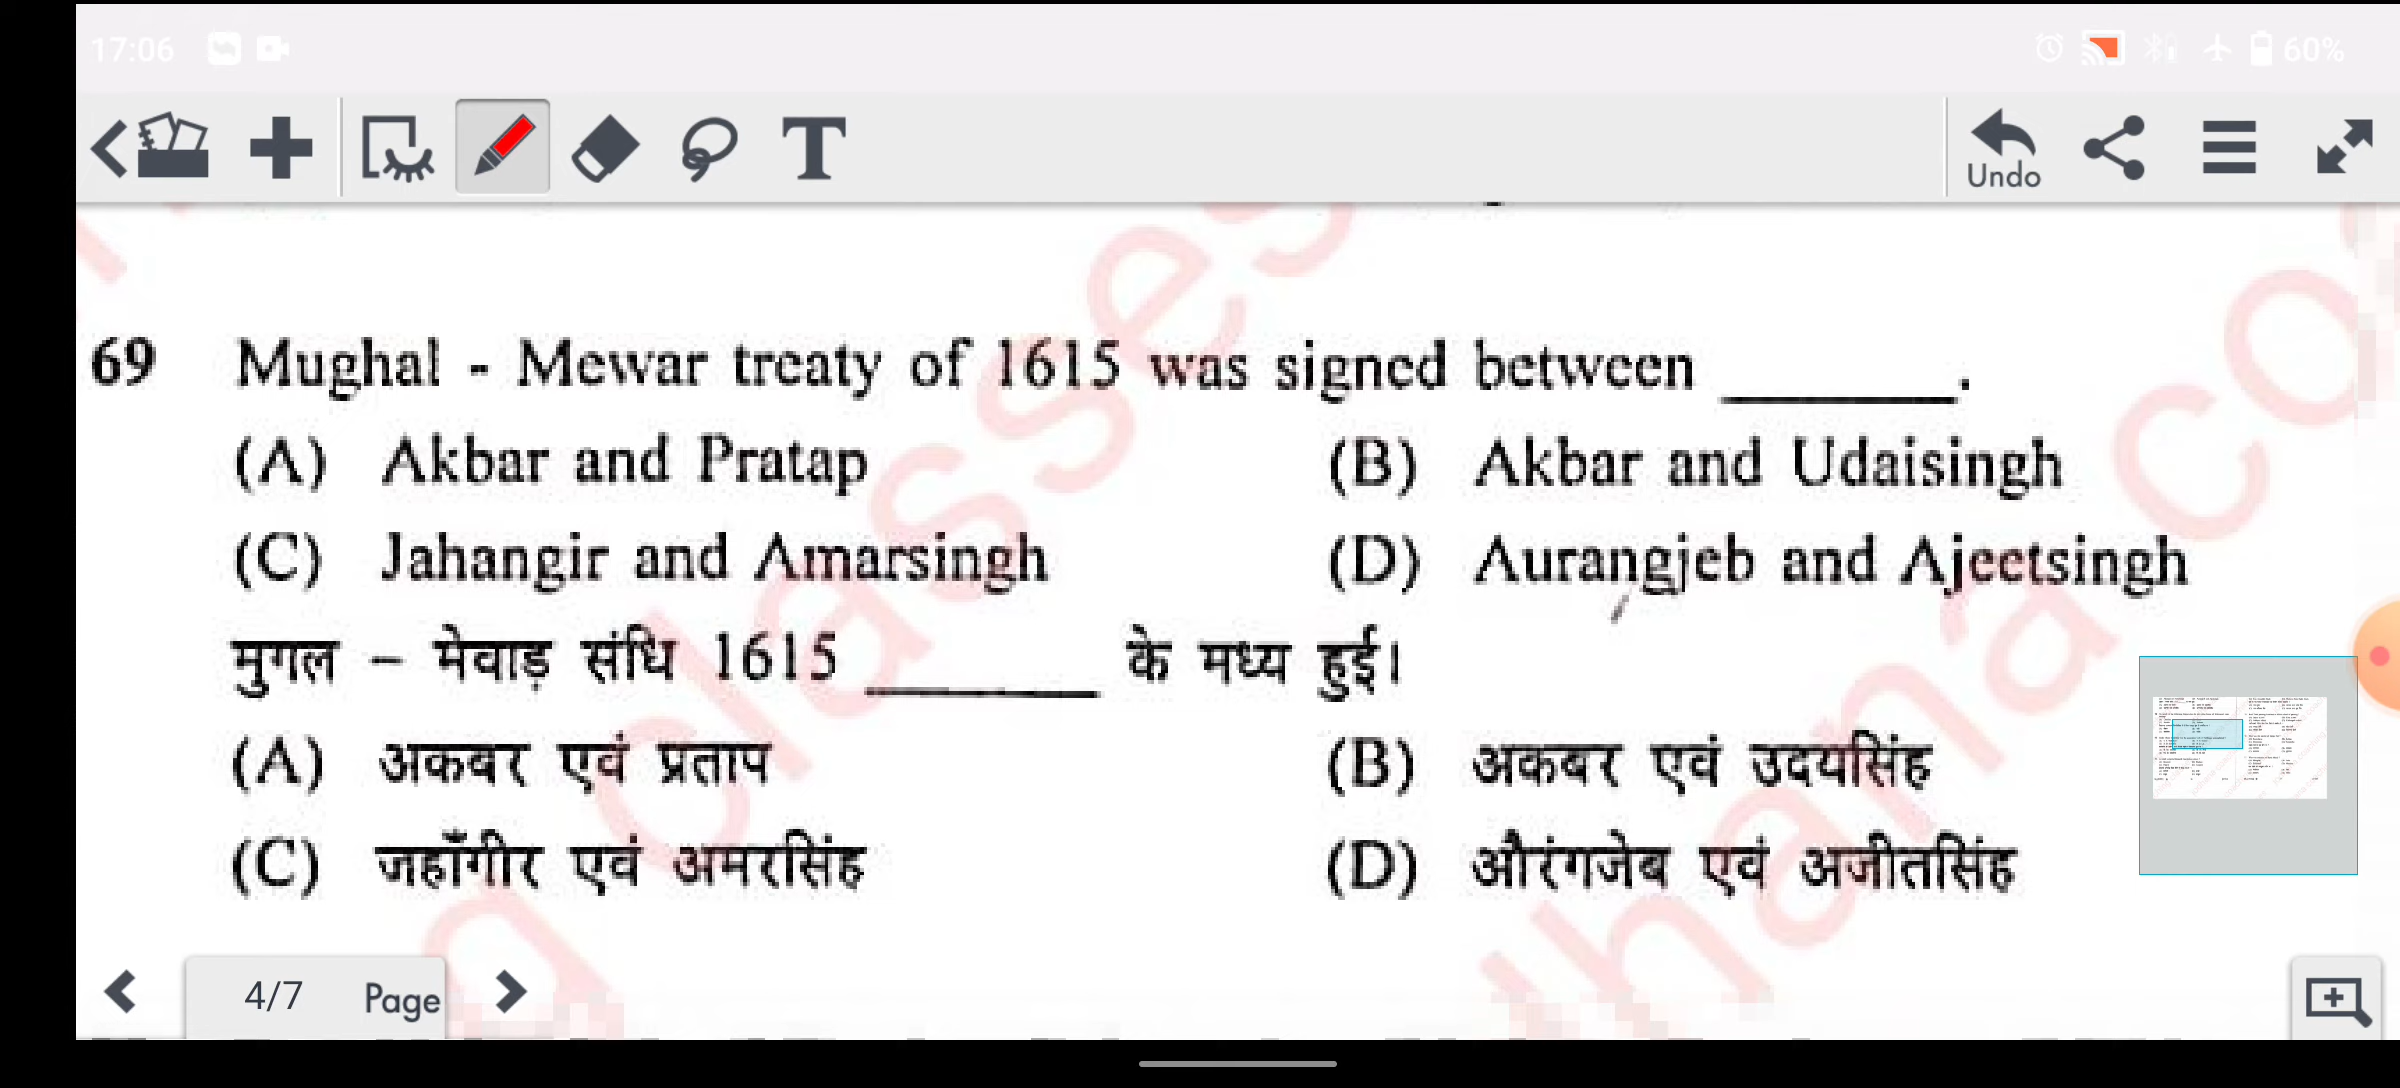 17:06 60%
T Undo
69 Mughal - Mewar treaty of 1615 was signed between ______.
(A) Akbar and Pratap (B) Akbar and Udaisingh
(C) Jahangir and Amarsingh (D) Aurangjeb and Ajeetsingh
मुगल – मेवाड़ संधि 1615 ______ के मध्य हुई।
(A) अकबर एवं प्रताप (B) अकबर एवं उदयसिंह
(C) जहाँगीर एवं अमरसिंह (D) औरंगजेब एवं अजीतसिंह
4/7 Page